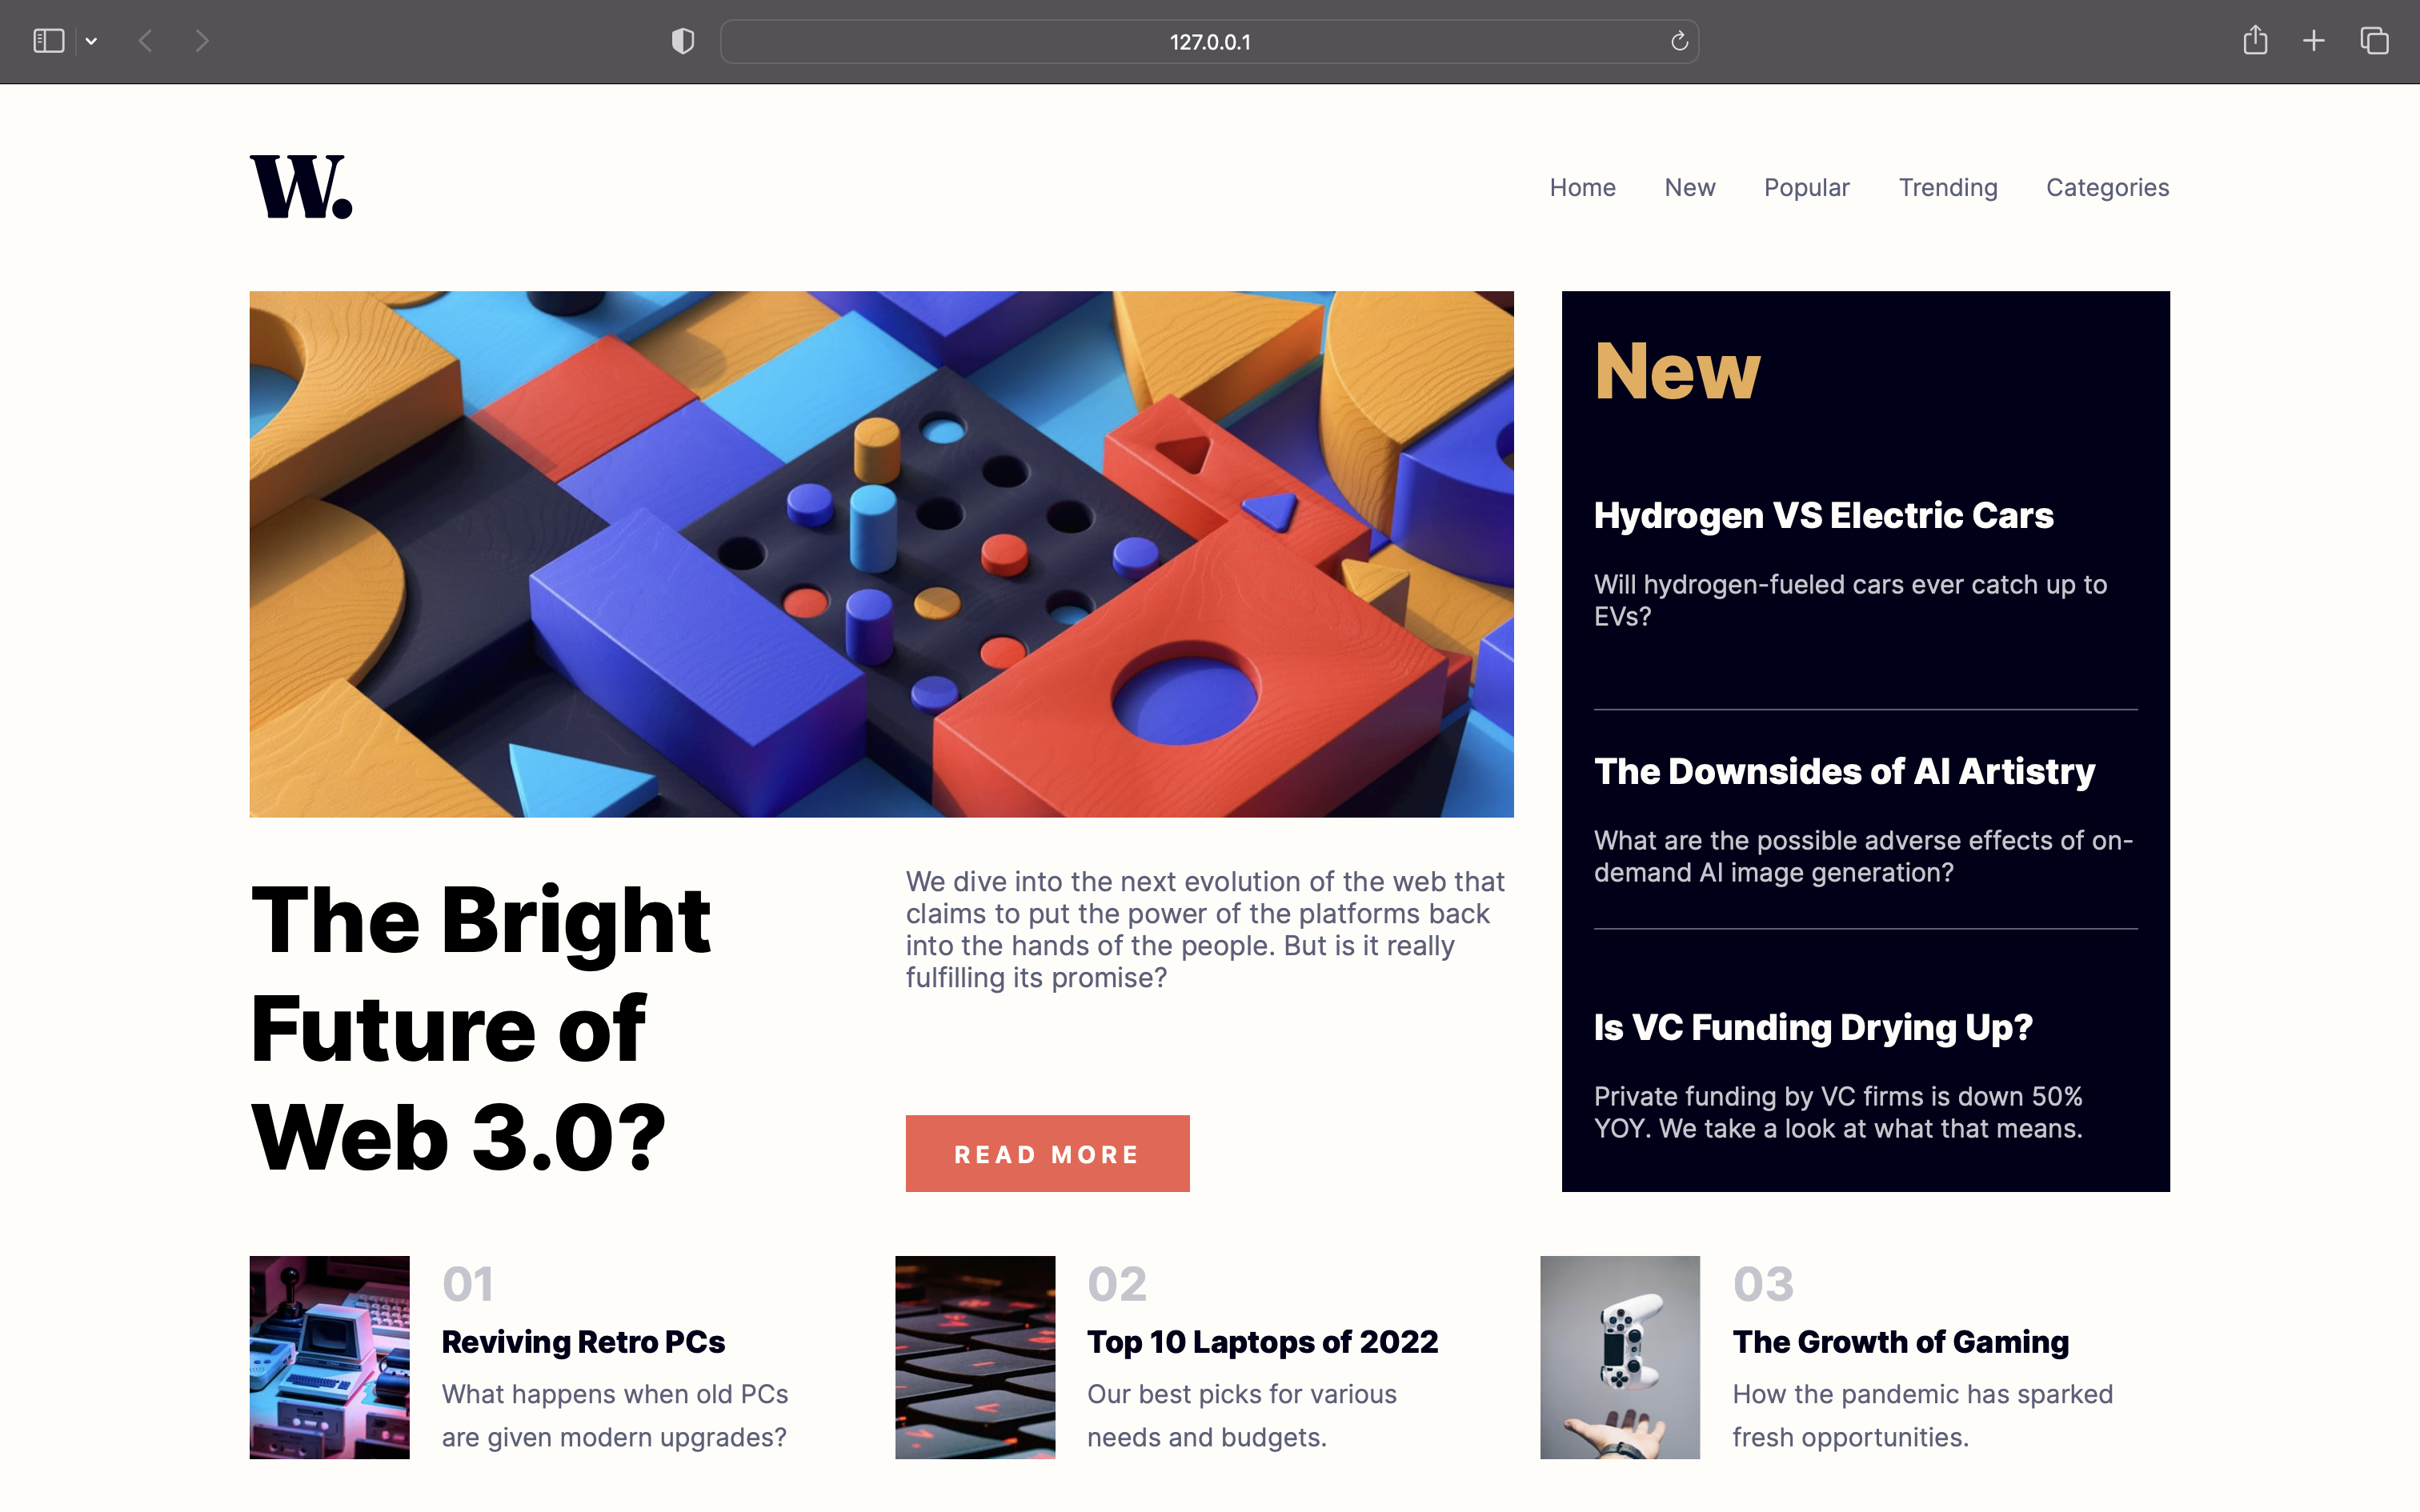 127.0.0.1
W.
Home New Popular Trending Categories
New
Hydrogen VS Electric Cars
Will hydrogen-fueled cars ever catch up to
EVs?
The Downsides of AI Artistry
What are the possible adverse effects of on-
demand AI image generation?
Is VC Funding Drying Up?
Private funding by VC firms is down 50%
YOY. We take a look at what that means.
The Bright
Future of
Web 3.0?
We dive into the next evolution of the web that
claims to put the power of the platforms back
into the hands of the people. But is it really
fulfilling its promise?
READ MORE
01
Reviving Retro PCs
What happens when old PCs
are given modern upgrades?
02
Top 10 Laptops of 2022
Our best picks for various
needs and budgets.
03
The Growth of Gaming
How the pandemic has sparked
fresh opportunities.